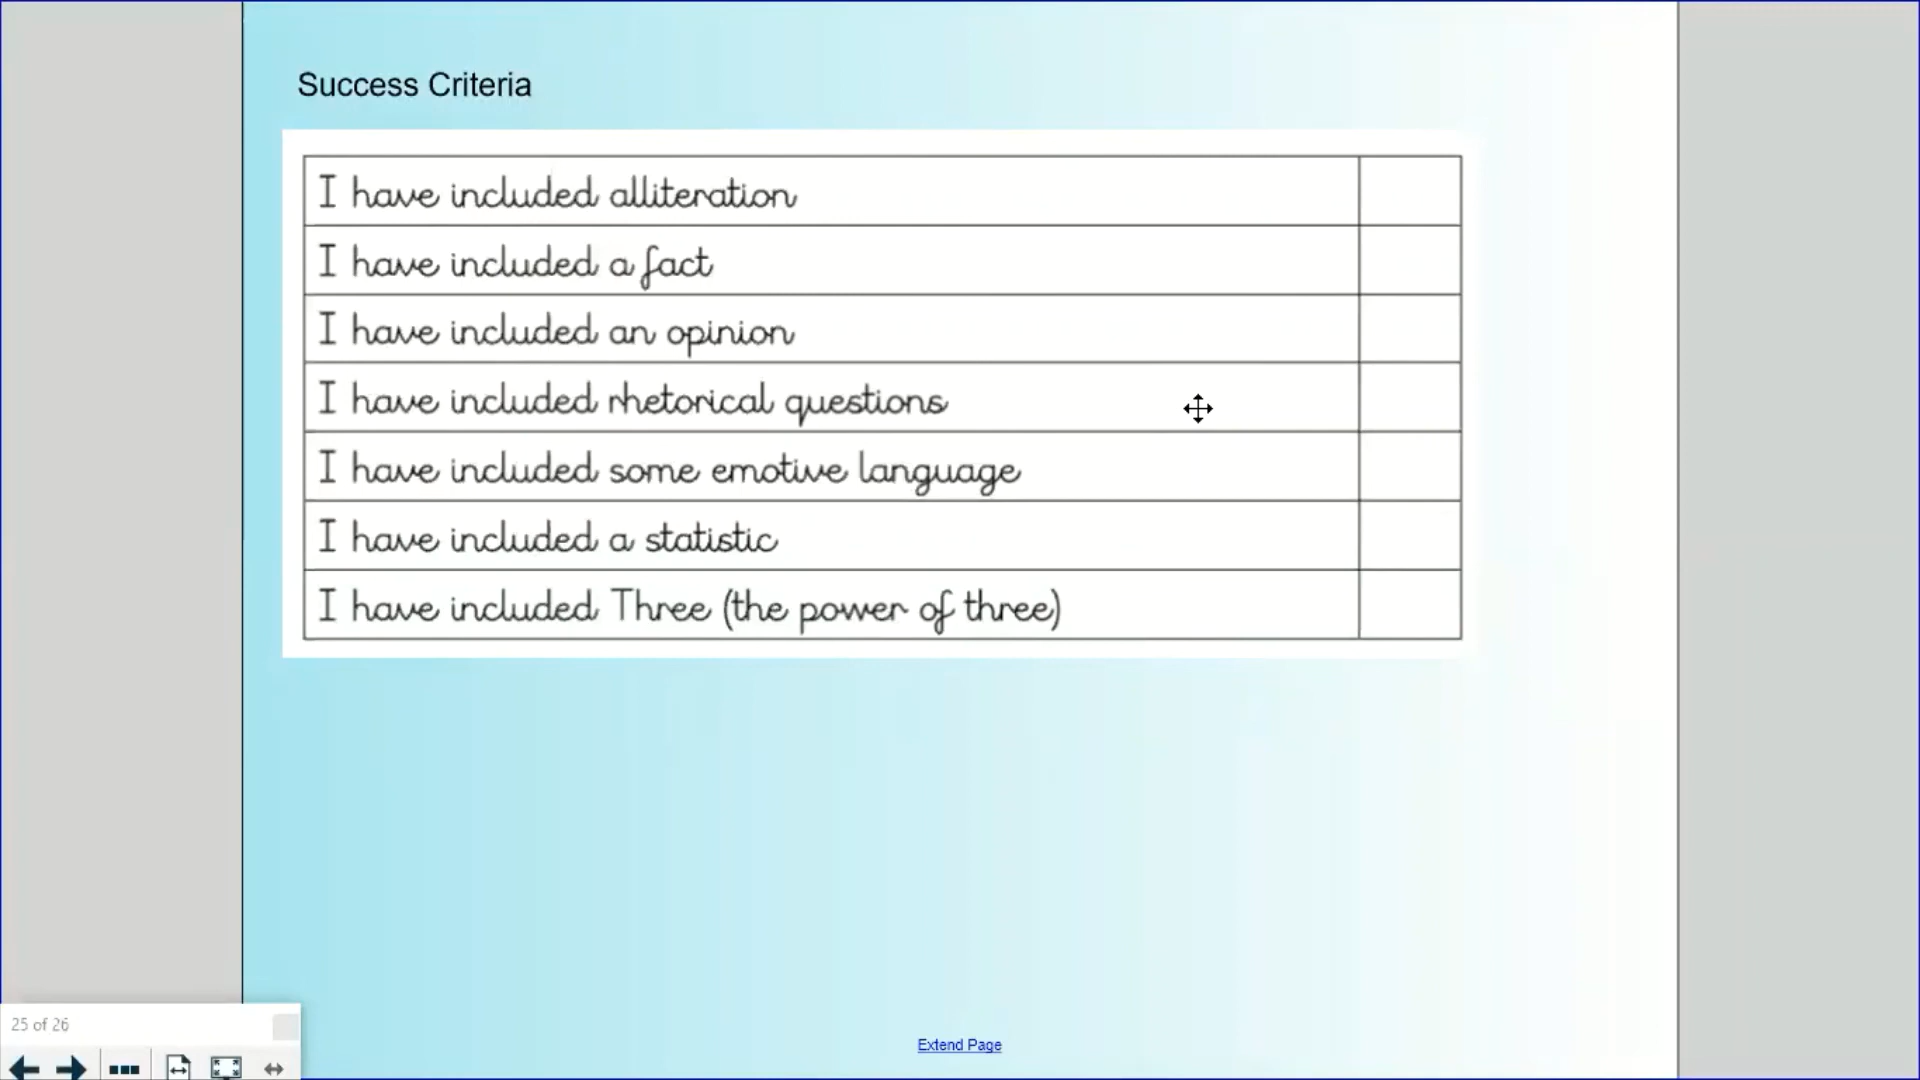 Success Criteria
I have included alliteration
I have included a fact
I have included an opinion
I have included rhetorical questions
I have included some emotive language
I have included a statistic
I have included Three (the power of three)
25 of 26
Extend Page